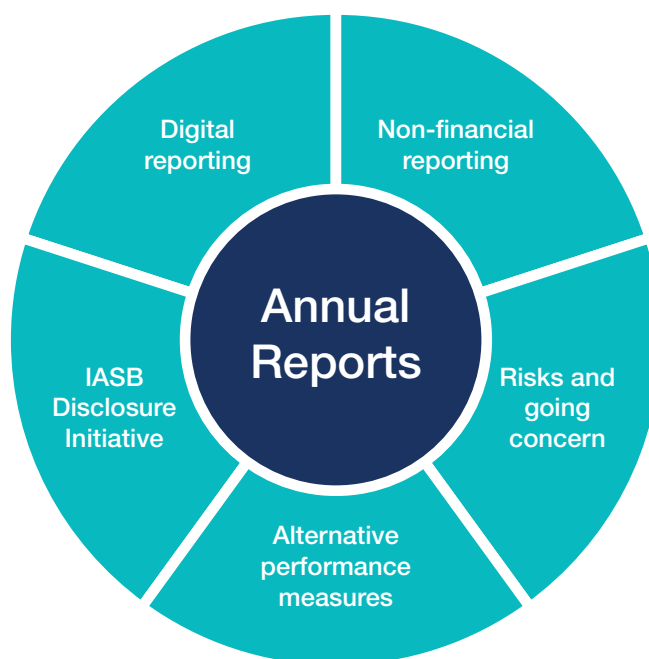 Digital
reporting
Non-financial
reporting
Annual
Reports
IASB
Disclosure
Initiative
Risks and
going
concern
Alternative
performance
measures